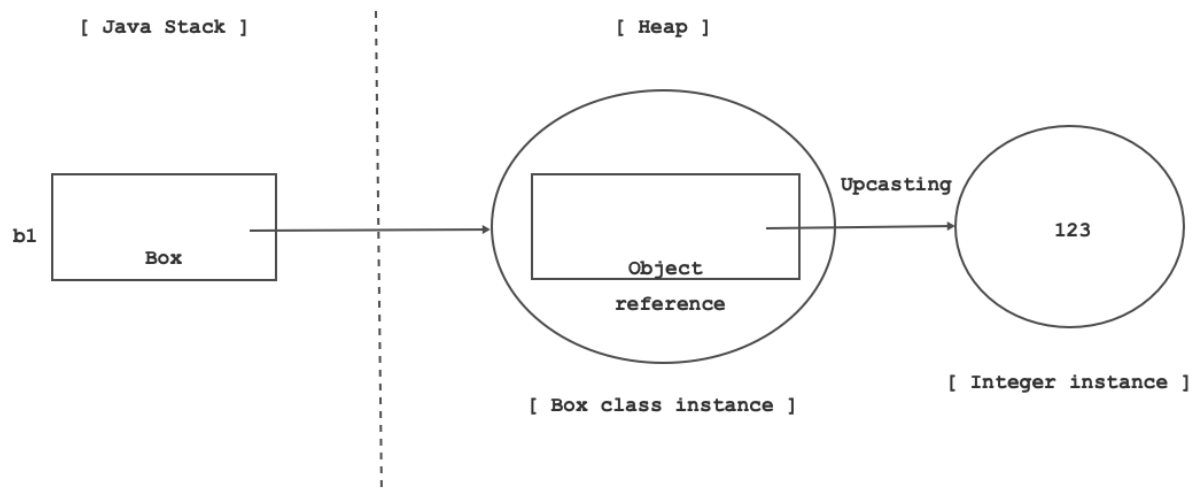 [ Java Stack ]
[ Heap ]
Upcasting
b1
Box
Object
reference
123
[ Box class instance ]
[ Integer instance ]